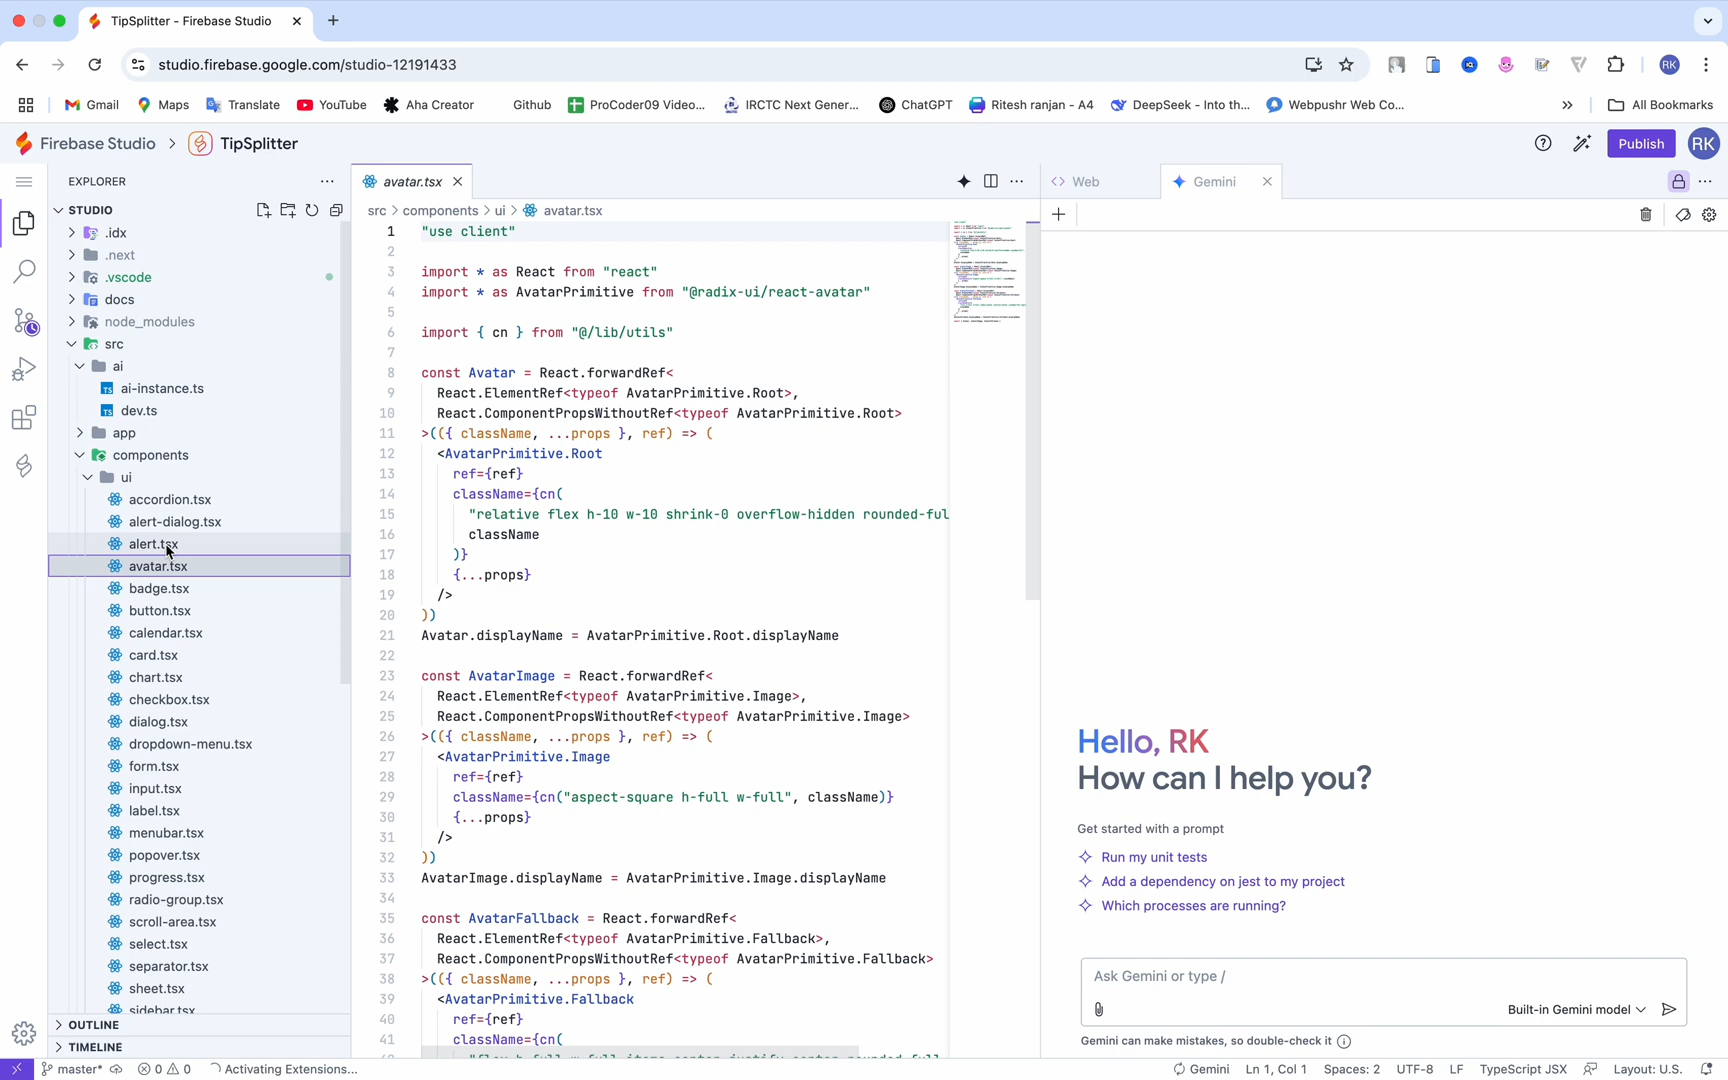 TipSplitter - Firebase Studio
studio.firebase.google.com/studio-12191433
RK
Gmail
Maps
Translate
YouTube
Aha Creator
Github
ProCoder09 Video...
IRCTC Next Gener...
ChatGPT
Ritesh ranjan - A4
DeepSeek - Into th...
Webpushr Web Co...
»
All Bookmarks
Firebase Studio > TipSplitter
Publish
RK
EXPLORER
STUDIO
.idx
.next
.vscode
docs
node_modules
src
ai
TS ai-instance.ts
TS dev.ts
app
components
ui
accordion.tsx
alert-dialog.tsx
alert.tsx
avatar.tsx
badge.tsx
button.tsx
calendar.tsx
card.tsx
chart.tsx
checkbox.tsx
dialog.tsx
dropdown-menu.tsx
form.tsx
input.tsx
label.tsx
menubar.tsx
popover.tsx
progress.tsx
radio-group.tsx
scroll-area.tsx
select.tsx
separator.tsx
sheet.tsx
sidebar.tsx
OUTLINE
TIMELINE
avatar.tsx
src > components > ui > avatar.tsx
1 "use client"
2
3 import * as React from "react"
4 import * as AvatarPrimitive from "@radix-ui/react-avatar"
5
6 import { cn } from "@/lib/utils"
7
8 const Avatar = React.forwardRef<
9 React.ElementRef<typeof AvatarPrimitive.Root>,
10 React.ComponentPropsWithoutRef<typeof AvatarPrimitive.Root>
11 >(({ className, ...props }, ref) => (
12 <AvatarPrimitive.Root
13 ref={ref}
14 className={cn(
15 "relative flex h-10 w-10 shrink-0 overflow-hidden rounded-ful
16 className
17 )}
18 {...props}
19 />
20 ))
21 Avatar.displayName = AvatarPrimitive.Root.displayName
22
23 const AvatarImage = React.forwardRef<
24 React.ElementRef<typeof AvatarPrimitive.Image>,
25 React.ComponentPropsWithoutRef<typeof AvatarPrimitive.Image>
26 >(({ className, ...props }, ref) => (
27 <AvatarPrimitive.Image
28 ref={ref}
29 className={cn("aspect-square h-full w-full", className)}
30 {...props}
31 />
32 ))
33 AvatarImage.displayName = AvatarPrimitive.Image.displayName
34
35 const AvatarFallback = React.forwardRef<
36 React.ElementRef<typeof AvatarPrimitive.Fallback>,
37 React.ComponentPropsWithoutRef<typeof AvatarPrimitive.Fallback>
38 >(({ className, ...props }, ref) => (
39 <AvatarPrimitive.Fallback
40 ref={ref}
41 className={cn(
Web
Gemini
Hello, RK
How can I help you?
Get started with a prompt
Run my unit tests
Add a dependency on jest to my project
Which processes are running?
Ask Gemini or type /
Built-in Gemini model
Gemini can make mistakes, so double-check it
master*
0
0
Activating Extensions...
Gemini
Ln 1, Col 1
Spaces: 2
UTF-8
LF
TypeScript JSX
Layout: U.S.